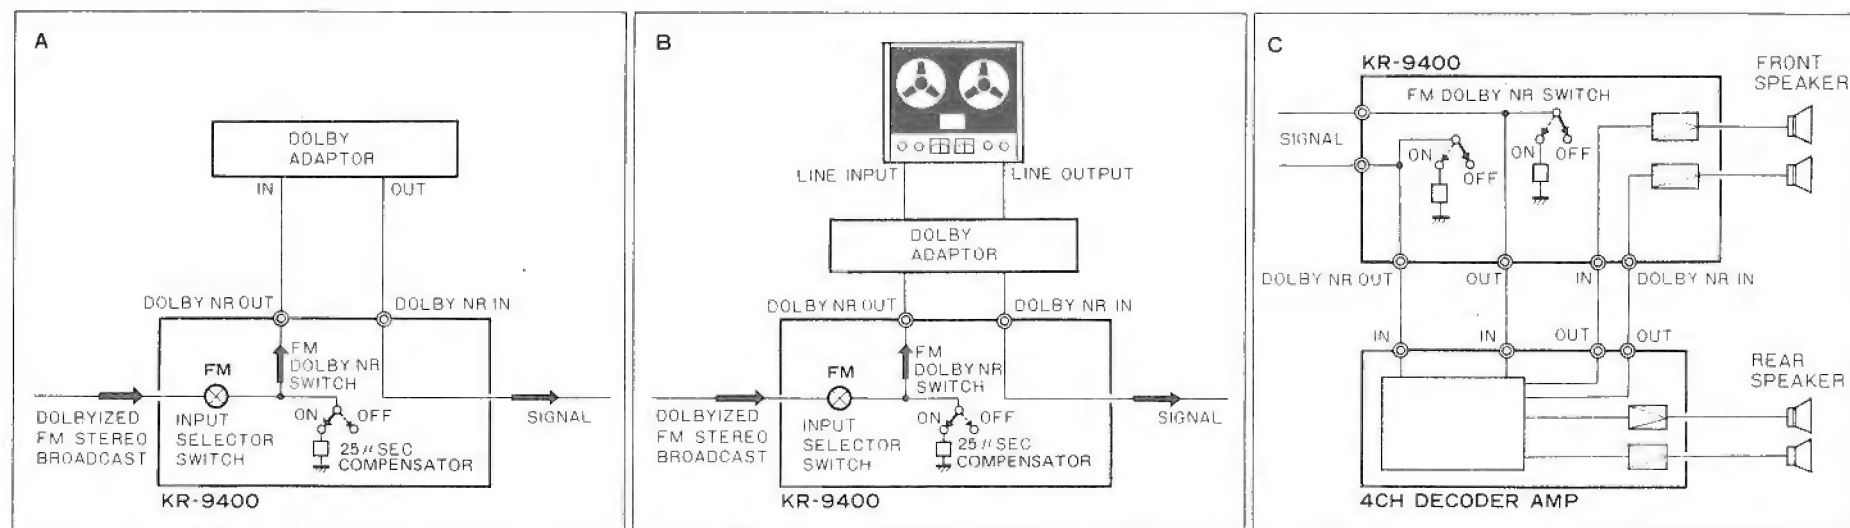 A
DOLBY
ADAPTOR
IN
OUT
DOLBY NR OUT
DOLBY NR IN
FM
DOLBY NR
SWITCH
FM
ON
OFF
DOLBYIZED
FM STEREO
BROADCAST
INPUT
SELECTOR
SWITCH
25μSEC
COMPENSATOR
SIGNAL
KR-9400
B
LINE INPUT
LINE OUTPUT
DOLBY
ADAPTOR
DOLBY NR OUT
DOLBY NR IN
FM
DOLBY NR
SWITCH
FM
ON
OFF
DOLBYIZED
FM STEREO
BROADCAST
INPUT
SELECTOR
SWITCH
25μSEC
COMPENSATOR
SIGNAL
KR-9400
C
KR-9400
FRONT
SPEAKER
FM DOLBY NR SWITCH
SIGNAL
ON
OFF
ON
OFF
DOLBY NR OUT
OUT
IN
DOLBY NR IN
IN
IN
OUT
OUT
REAR
SPEAKER
4CH DECODER AMP